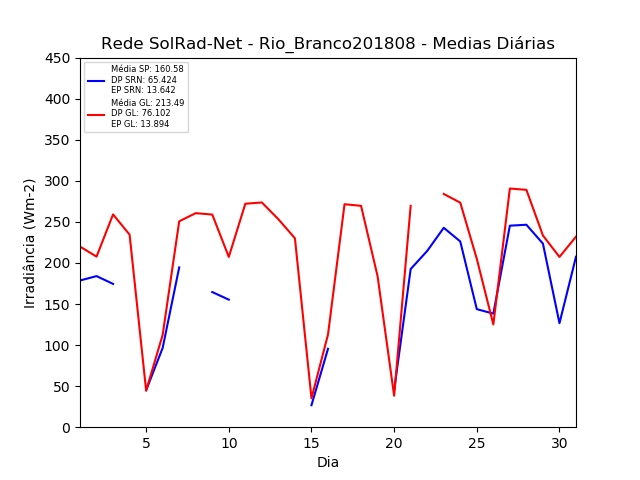 Rede SolRad-Net - Rio_Branco201808 - Medias Diárias
Média SP: 160.58
DP SRN: 65.424
EP SRN: 13.642
Média GL: 213.49
DP GL: 76.102
EP GL: 13.894
450
400
350
300
250
200
150
100
50
0
Irradiância (Wm-2)
5
10
15
20
25
30
Dia